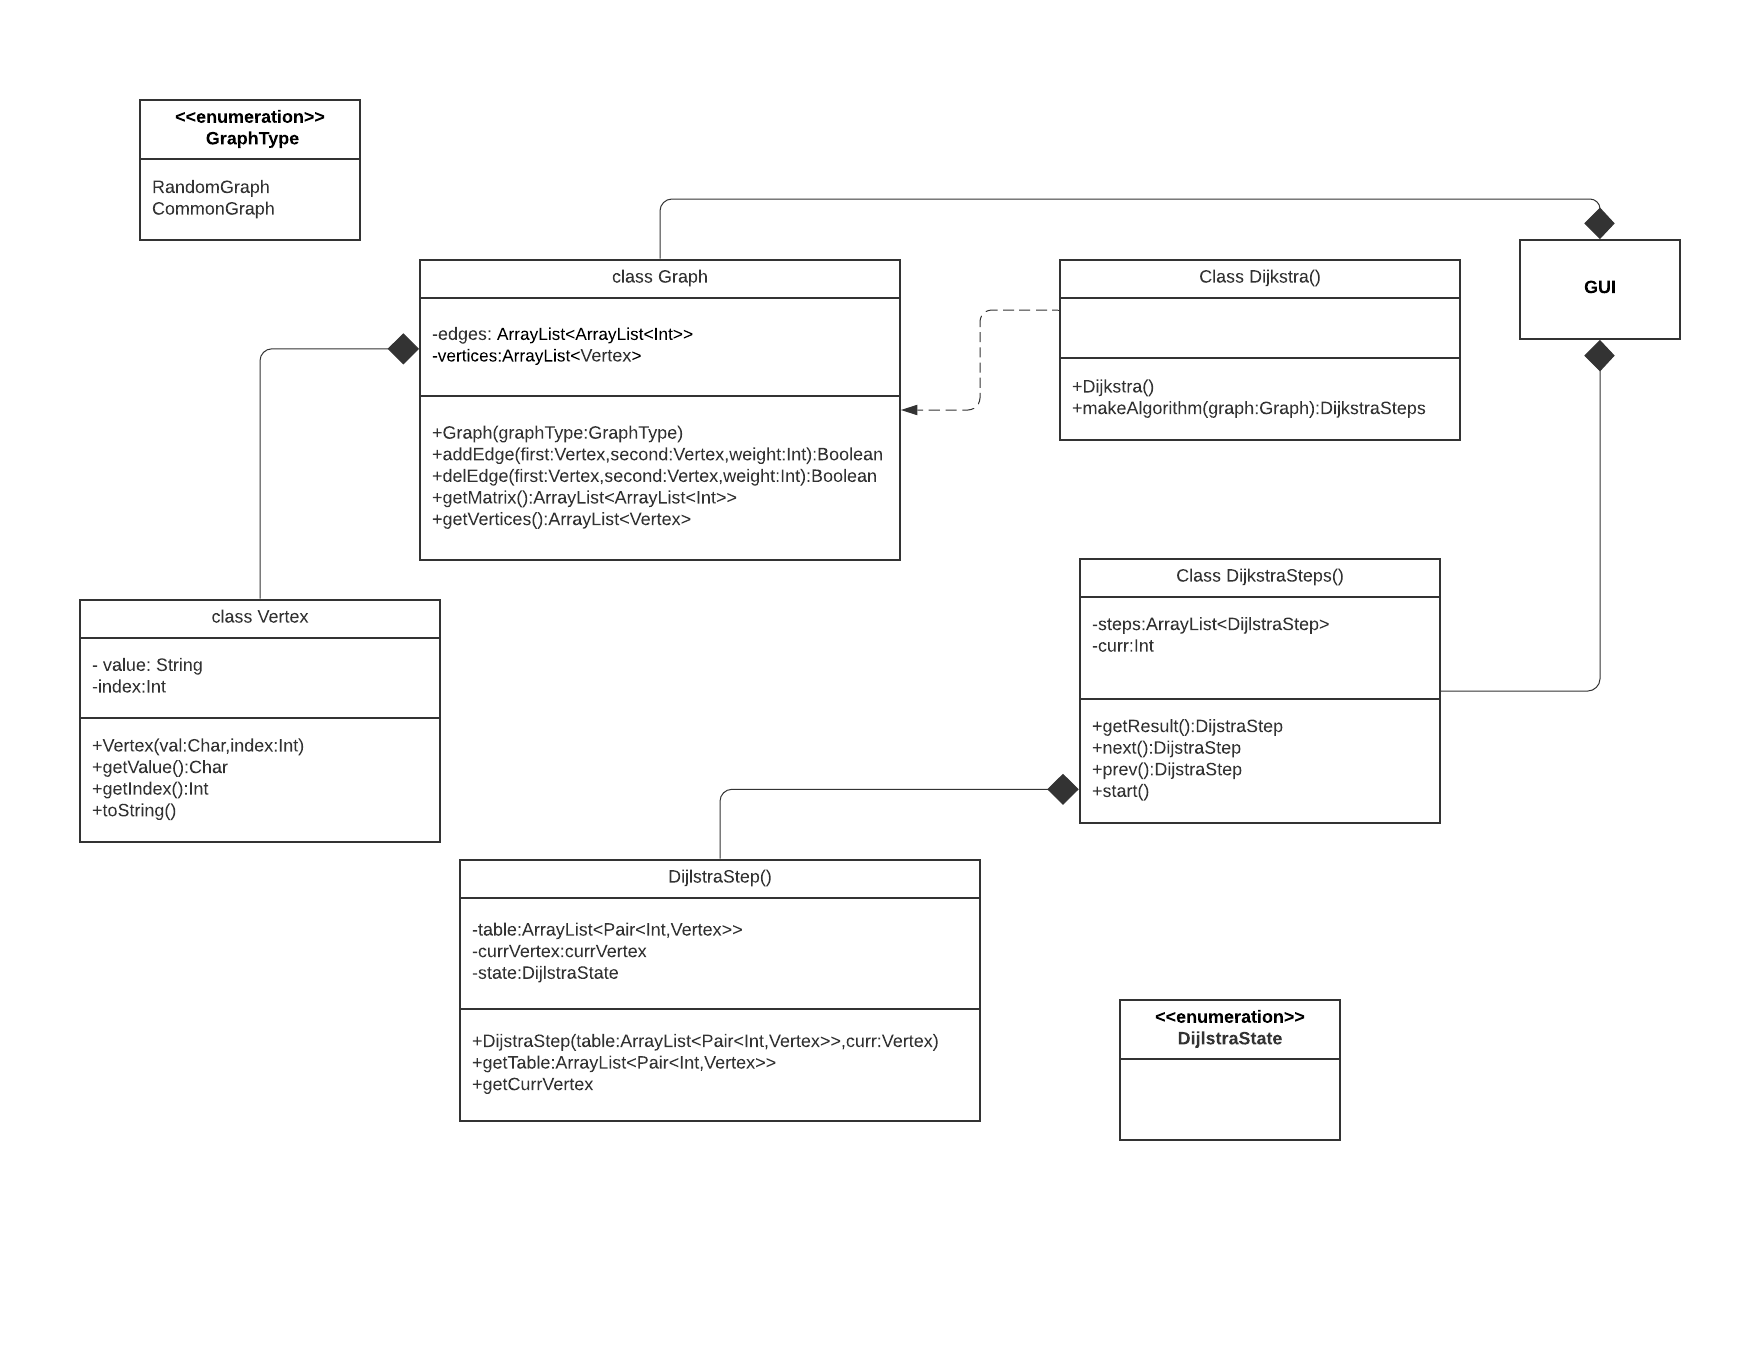 <<enumeration>>
GraphType
RandomGraph
CommonGraph
class Graph
-edges: ArrayList<ArrayList<Int>>
-vertices:ArrayList<Vertex>
+Graph(graphType:GraphType)
+addEdge(first:Vertex,second:Vertex,weight:Int):Boolean
+delEdge(first:Vertex,second:Vertex,weight:Int):Boolean
+getMatrix():ArrayList<ArrayList<Int>>
+getVertices():ArrayList<Vertex>
Class Dijkstra()
+Dijkstra()
+makeAlgorithm(graph:Graph):DijkstraSteps
GUI
class Vertex
- value: String
-index:Int
+Vertex(val:Char,index:Int)
+getValue():Char
+getIndex():Int
+toString()
Class DijkstraSteps()
-steps:ArrayList<DijlstraStep>
-curr:Int
+getResult():DijstraStep
+next():DijstraStep
+prev():DijstraStep
+start()
DijlstraStep()
-table:ArrayList<Pair<Int,Vertex>>
-currVertex:currVertex
-state:DijlstraState
+DijstraStep(table:ArrayList<Pair<Int,Vertex>>,curr:Vertex)
+getTable:ArrayList<Pair<Int,Vertex>>
+getCurrVertex
<<enumeration>>
DijlstraState